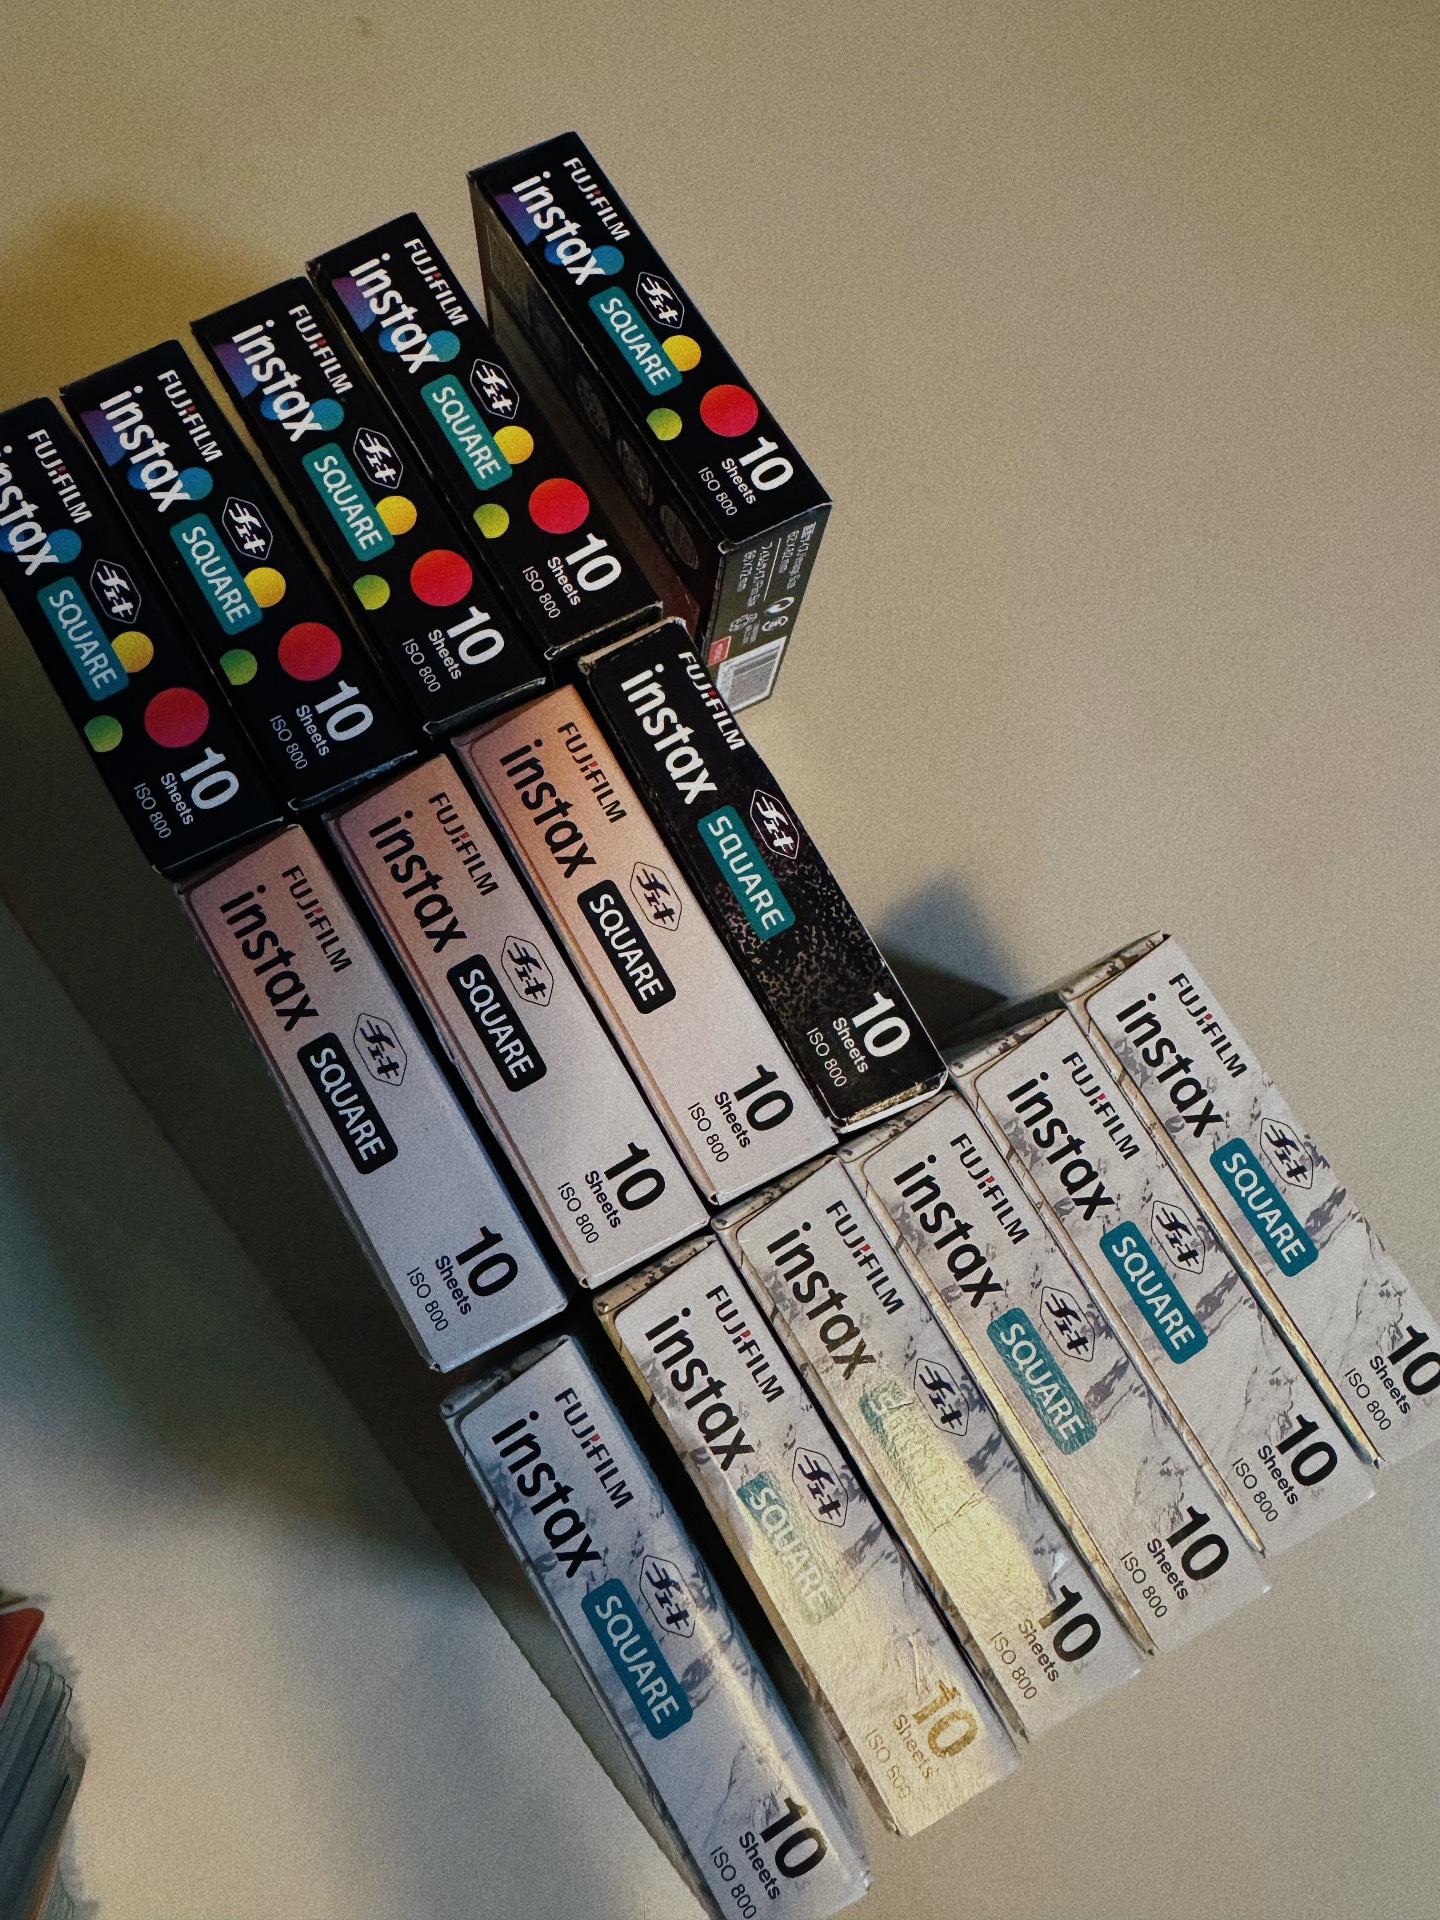 FUJIFILM
instax
チェキ
SQUARE
10
Sheets
ISO 800
FUJIFILM
instax
チェキ
SQUARE
10
Sheets
ISO 800
FUJIFILM
instax
チェキ
SQUARE
10
Sheets
ISO 800
FUJIFILM
instax
チェキ
SQUARE
10
Sheets
ISO 800
FUJIFILM
instax
チェキ
SQUARE
10
Sheets
ISO 800
FUJIFILM
instax
チェキ
SQUARE
10
Sheets
ISO 800
FUJIFILM
instax
チェキ
SQUARE
10
Sheets
ISO 800
FUJIFILM
instax
チェキ
SQUARE
10
Sheets
ISO 800
FUJIFILM
instax
チェキ
SQUARE
10
Sheets
ISO 800
FUJIFILM
instax
チェキ
SQUARE
10
Sheets
ISO 800
FUJIFILM
instax
チェキ
SQUARE
10
Sheets
ISO 800
FUJIFILM
instax
チェキ
10
Sheets
ISO 800
FUJIFILM
instax
チェキ
SQUARE
10
Sheets
ISO 800
FUJIFILM
instax
チェキ
SQUARE
10
Sheets
ISO 800
FUJIFILM
instax
チェキ
SQUARE
10
Sheets
ISO 800